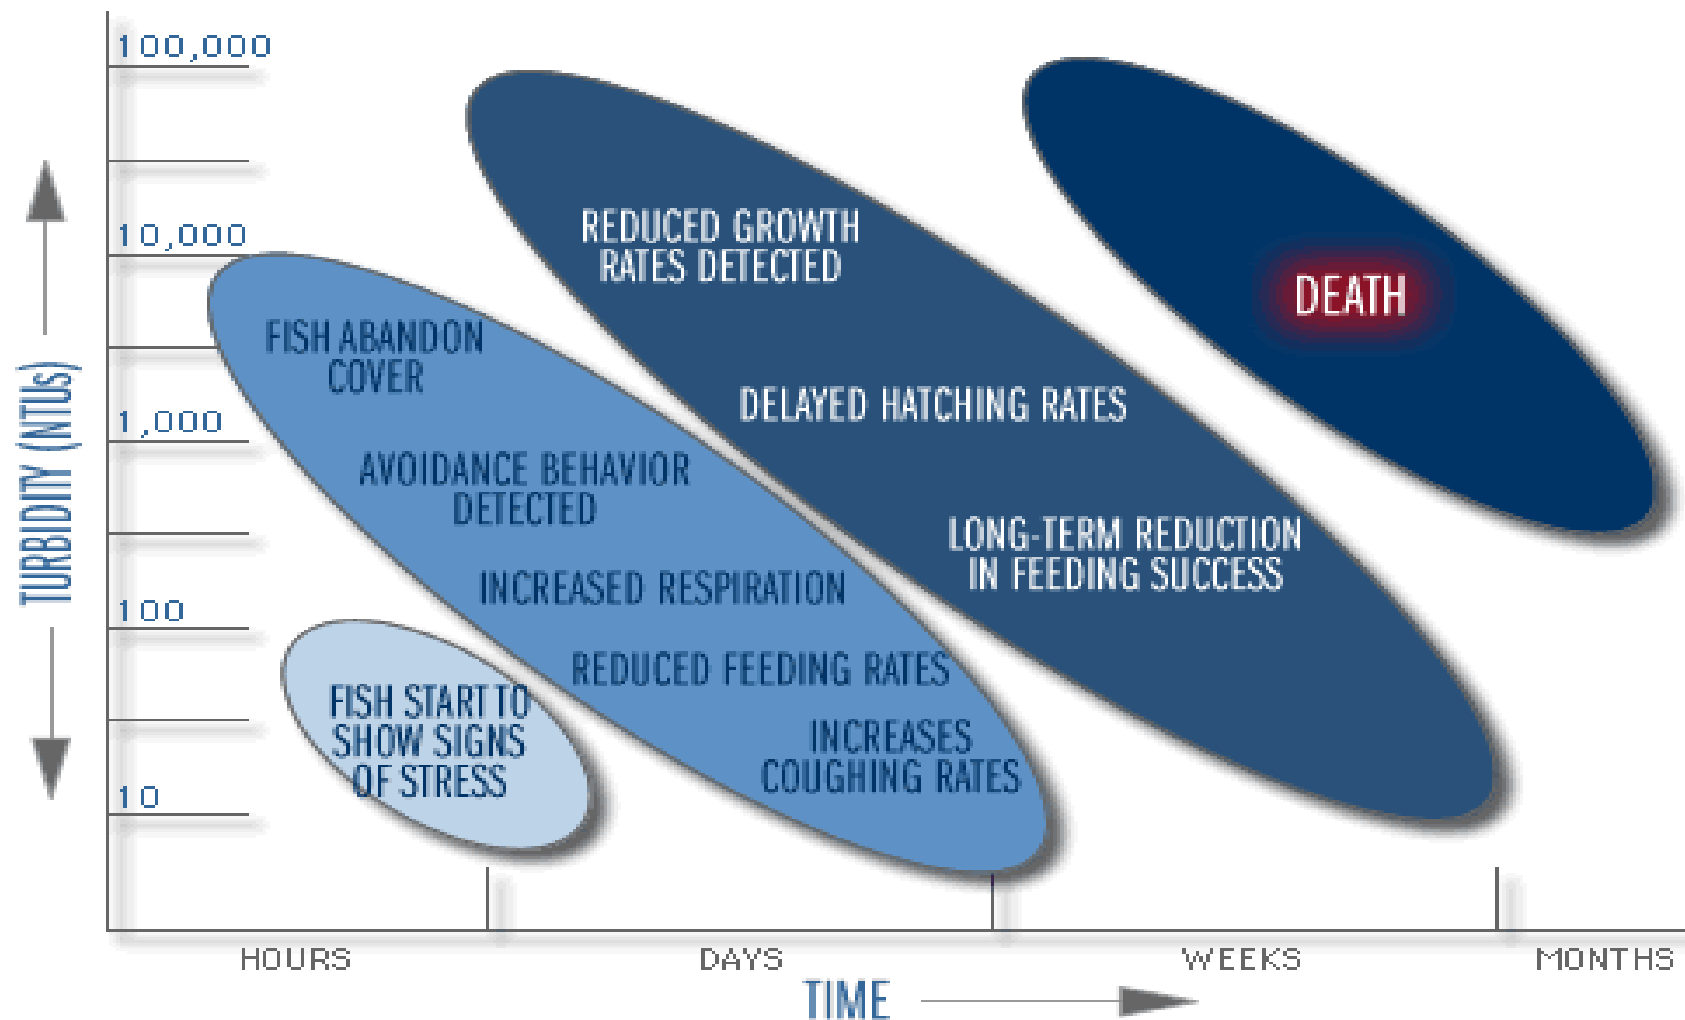 100,000
10,000
1,000
100
10
TURBIDITY (NTUs)
FISH ABANDON
COVER
AVOIDANCE BEHAVIOR
DETECTED
INCREASED RESPIRATION
REDUCED FEEDING RATES
INCREASES
COUGHING RATES
FISH START TO
SHOW SIGNS
OF STRESS
REDUCED GROWTH
RATES DETECTED
DELAYED HATCHING RATES
LONG-TERM REDUCTION
IN FEEDING SUCCESS
DEATH
HOURS
DAYS
WEEKS
MONTHS
TIME